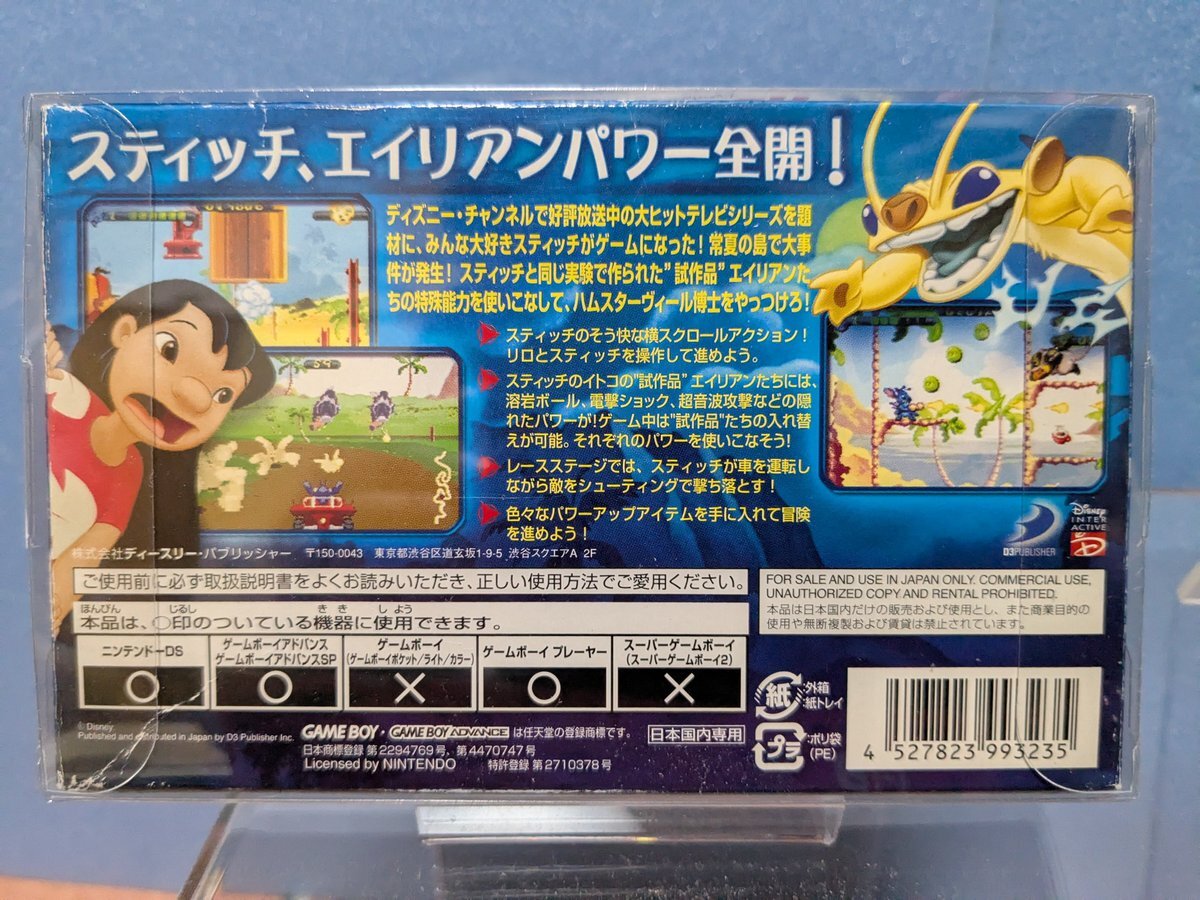 スティッチ、エイリアンパワー全開！
ディズニー・チャンネルで好評放送中の大ヒットテレビシリーズを題
材に、みんな大好きスティッチがゲームになった！常夏の島で大事
件が発生！ スティッチと同じ実験で作られた"試作品"エイリアンた
ちの特殊能力を使いこなして、ハムスターヴィール博士をやっつけろ！
スティッチのそう快な横スクロールアクション！
リロとスティッチを操作して進めよう。
スティッチのイトコの"試作品"エイリアンたちには、
溶岩ボール、電撃ショック、超音波攻撃などの隠
れたパワーが!ゲーム中は"試作品"たちの入れ替
えが可能。それぞれのパワーを使いこなそう!
レースステージでは、スティッチが車を運転し
ながら敵をシューティングで撃ち落とす！
色々なパワーアップアイテムを手に入れて冒険
を進めよう！
D3PUBLISHER
Disney
INTER
ACTIVE
株式会社ディースリー・パブリッシャー 〒150-0043 東京都渋谷区道玄坂1-9-5 渋谷スクエアA 2F
ご使用前に必ず取扱説明書をよくお読みいただき、正しい使用方法でご愛用ください。
FOR SALE AND USE IN JAPAN ONLY. COMMERCIAL USE,
UNAUTHORIZED COPY AND RENTAL PROHIBITED.
本品は日本国内だけの販売および使用とし、また商業目的の
使用や無断複製および賃貸は禁止されています。
ほんぴん じるし きき しよう
本品は、○印のついている機器に使用できます。
ニンテンドーDS
ゲームボーイアドバンス
ゲームボーイアドバンスSP
ゲームボーイ
(ゲームボーイポケット/ライト/カラー)
ゲームボーイ プレーヤー
スーパーゲームボーイ
(スーパーゲームボーイ2)
○ ○ × ○ ×
紙
:外箱
:紙トレイ
プラ
:ポリ袋
(PE)
© Disney
Published and distributed in Japan by D3 Publisher Inc.
GAME BOY・GAME BOY ADVANCE は任天堂の登録商標です。
日本商標登録 第2294769号, 第4470747号
Licensed by NINTENDO 特許登録 第2710378号
日本国内専用
4 527823 993235